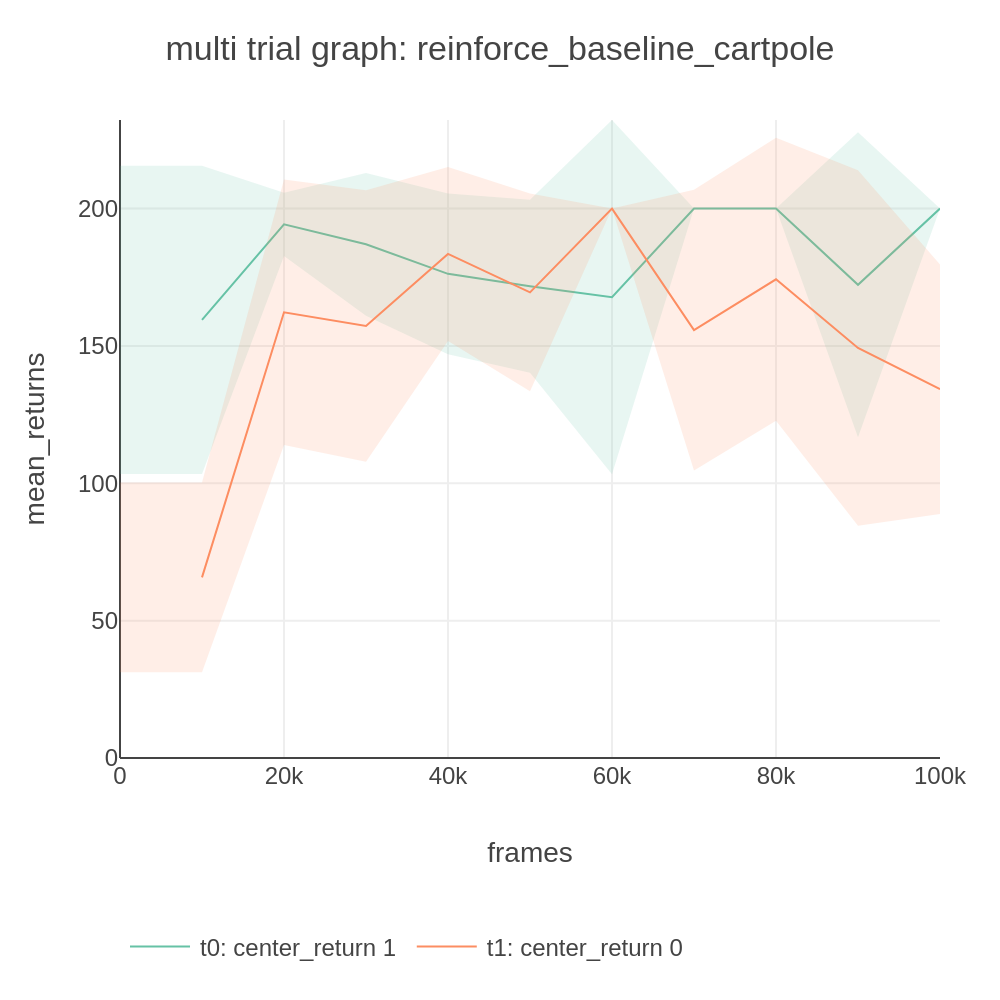 multi trial graph: reinforce_baseline_cartpole
mean_returns
200
150
100
50
0
0 20k 40k 60k 80k 100k
frames
t0: center_return 1 t1: center_return 0